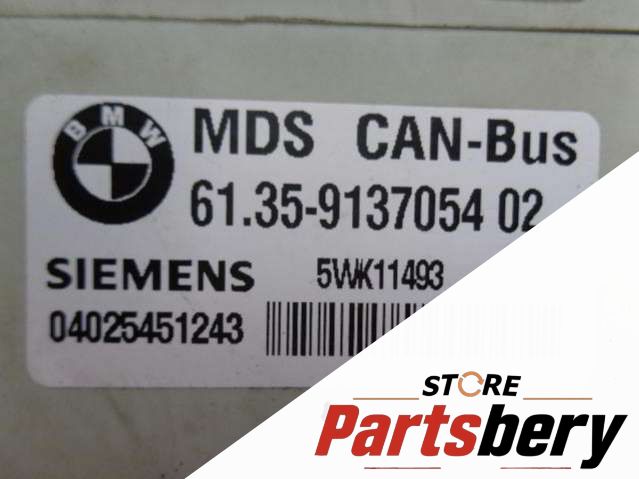 BMW
MDS CAN-Bus
61.35-9137054 02
SIEMENS 5WK11493
04025451243
STORE
Partsbery